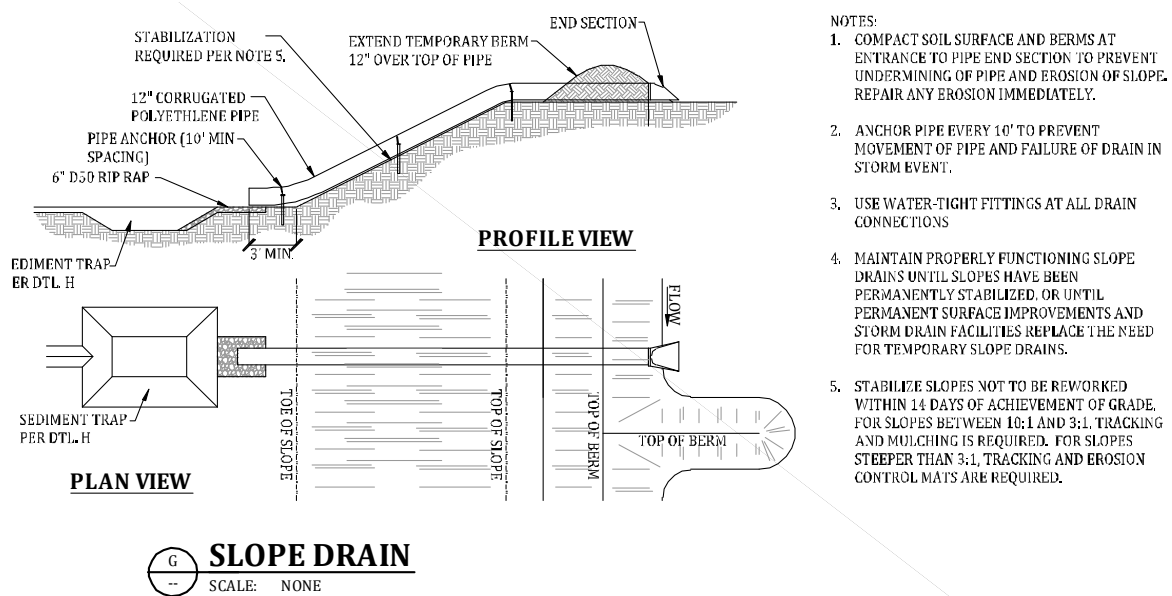 END SECTION
STABILIZATION
REQUIRED PER NOTE 5.
EXTEND TEMPORARY BERM
12" OVER TOP OF PIPE
12" CORRUGATED
POLYETHLENE PIPE
PIPE ANCHOR (10' MIN
SPACING)
6" D50 RIP RAP
3' MIN.
EDIMENT TRAP
ER DTL. H
PROFILE VIEW
FLOW
TOE OF SLOPE
TOP OF SLOPE
TOP OF BERM
TOP OF BERM
SEDIMENT TRAP
PER DTL. H
PLAN VIEW
G
--
SLOPE DRAIN
SCALE: NONE
NOTES:
1. COMPACT SOIL SURFACE AND BERMS AT
ENTRANCE TO PIPE END SECTION TO PREVENT
UNDERMINING OF PIPE AND EROSION OF SLOPE.
REPAIR ANY EROSION IMMEDIATELY.
2. ANCHOR PIPE EVERY 10' TO PREVENT
MOVEMENT OF PIPE AND FAILURE OF DRAIN IN
STORM EVENT.
3. USE WATER-TIGHT FITTINGS AT ALL DRAIN
CONNECTIONS
4. MAINTAIN PROPERLY FUNCTIONING SLOPE
DRAINS UNTIL SLOPES HAVE BEEN
PERMANENTLY STABILIZED, OR UNTIL
PERMANENT SURFACE IMPROVEMENTS AND
STORM DRAIN FACILITIES REPLACE THE NEED
FOR TEMPORARY SLOPE DRAINS.
5. STABILIZE SLOPES NOT TO BE REWORKED
WITHIN 14 DAYS OF ACHIEVEMENT OF GRADE.
FOR SLOPES BETWEEN 10:1 AND 3:1, TRACKING
AND MULCHING IS REQUIRED. FOR SLOPES
STEEPER THAN 3:1, TRACKING AND EROSION
CONTROL MATS ARE REQUIRED.